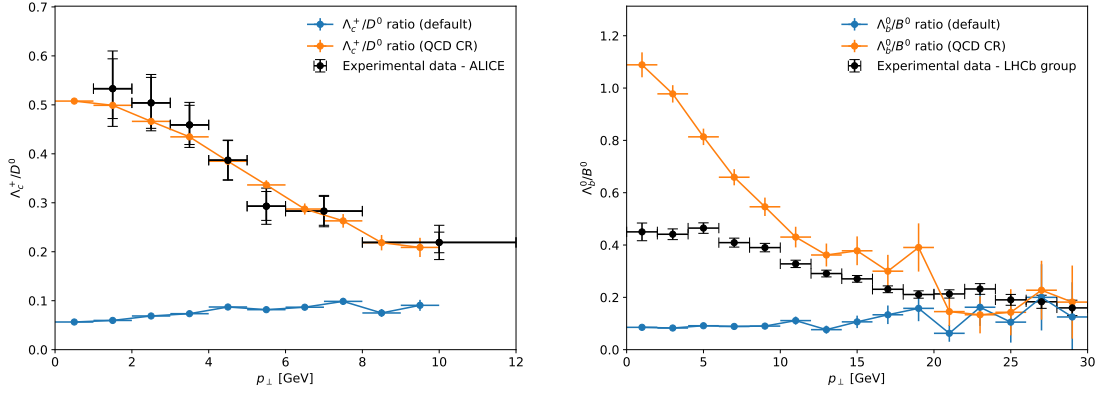 0.7
0.6
0.5
0.4
0.3
0.2
0.1
0.0
Λc+/D0
0
2
4
6
8
10
12
p⊥ [GeV]
Λc+/D0 ratio (default)
Λc+/D0 ratio (QCD CR)
Experimental data - ALICE
1.2
1.0
0.8
0.6
0.4
0.2
0.0
Λb0/B0
0
5
10
15
20
25
30
p⊥ [GeV]
Λb0/B0 ratio (default)
Λb0/B0 ratio (QCD CR)
Experimental data - LHCb group